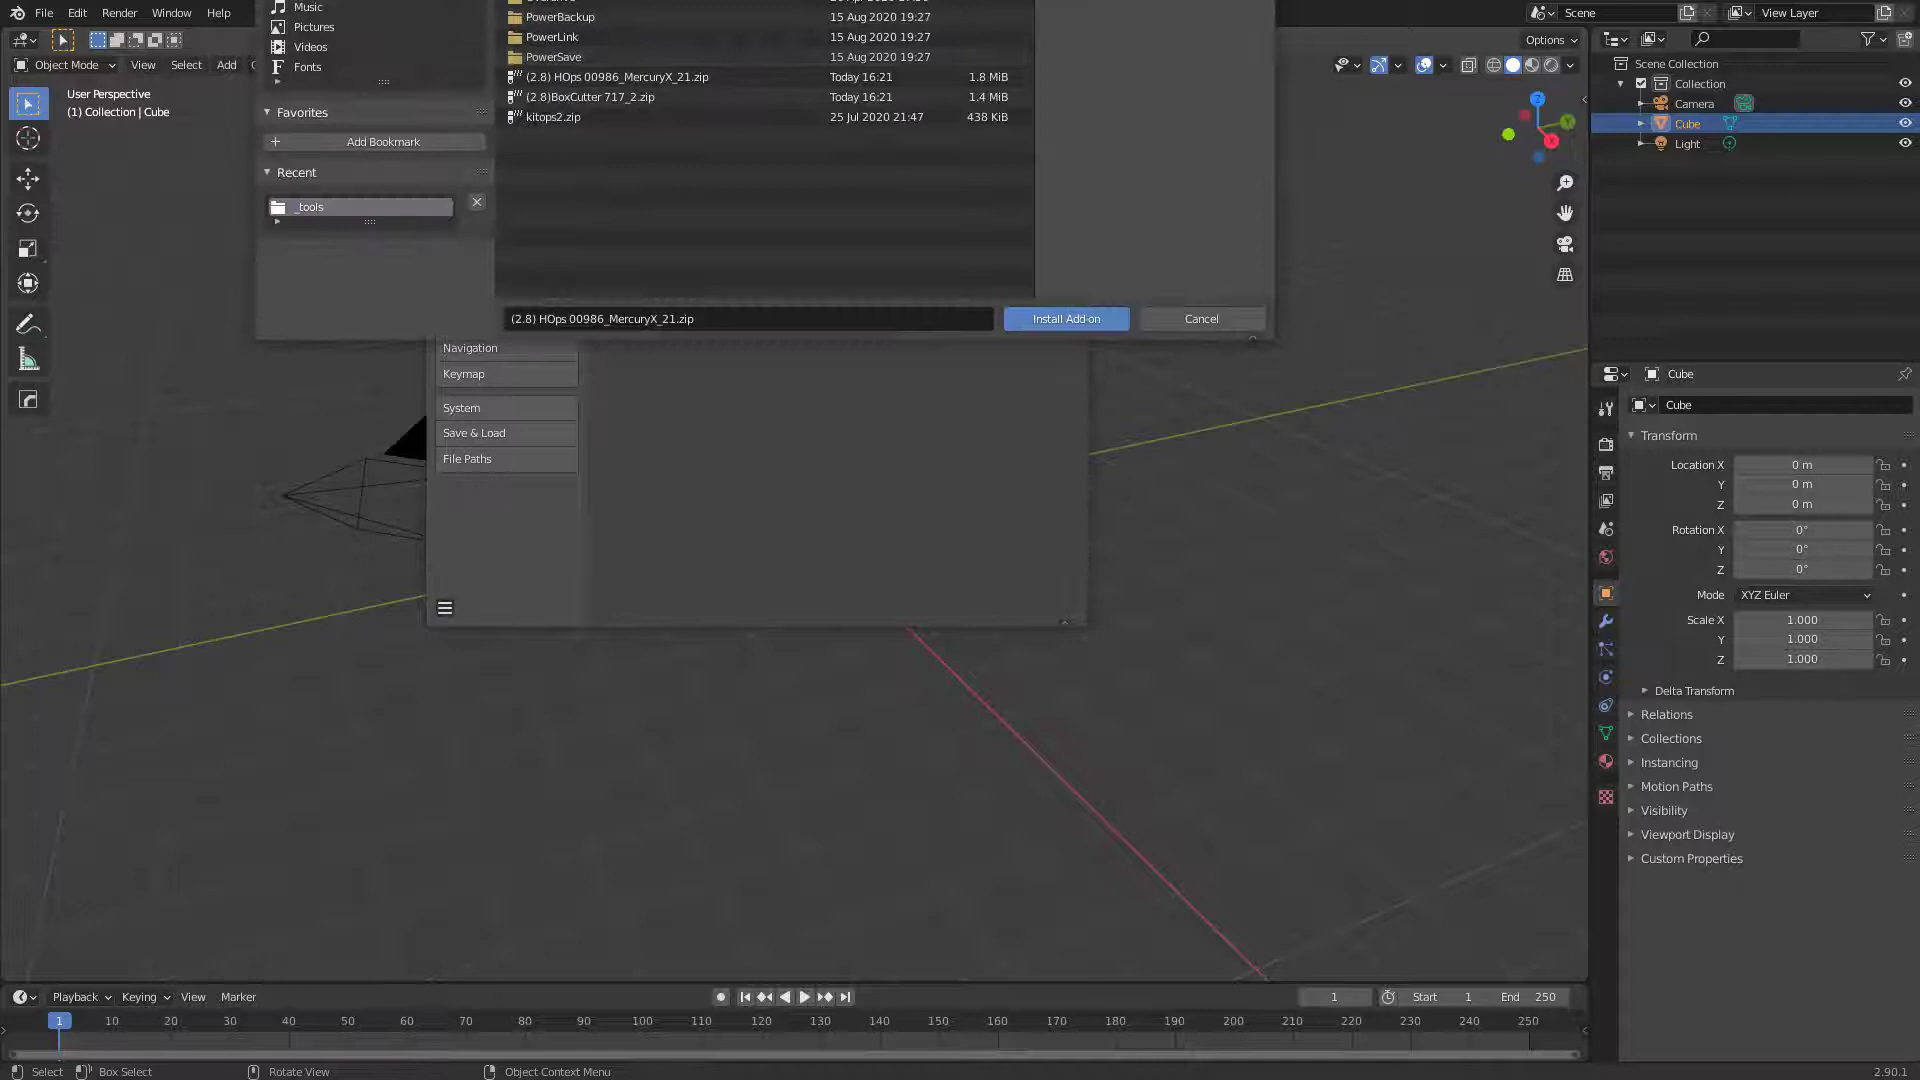 File Edit Render Window Help
Scene
View Layer
Object Mode View Select Add
Options
User Perspective
(1) Collection | Cube
Music
Pictures
Videos
Fonts
Favorites
Add Bookmark
Recent
_tools
PowerBackup 15 Aug 2020 19:27
PowerLink 15 Aug 2020 19:27
PowerSave 15 Aug 2020 19:27
(2.8) HOps 00986_MercuryX_21.zip Today 16:21 1.8 MiB
(2.8)BoxCutter 717_2.zip Today 16:21 1.4 MiB
kitops2.zip 25 Jul 2020 21:47 438 KiB
(2.8) HOps 00986_MercuryX_21.zip Install Add-on Cancel
Navigation
Keymap
System
Save & Load
File Paths
Z
X
Scene Collection
Collection
Camera
Cube
Light
Cube
Cube
Transform
Location X 0 m
Y 0 m
Z 0 m
Rotation X 0°
Y 0°
Z 0°
Mode XYZ Euler
Scale X 1.000
Y 1.000
Z 1.000
Delta Transform
Relations
Collections
Instancing
Motion Paths
Visibility
Viewport Display
Custom Properties
Playback Keying View Marker
1 Start 1 End 250
1 10 20 30 40 50 60 70 80 90 100 110 120 130 140 150 160 170 180 190 200 210 220 230 240 250
Select Box Select Rotate View Object Context Menu 2.90.1